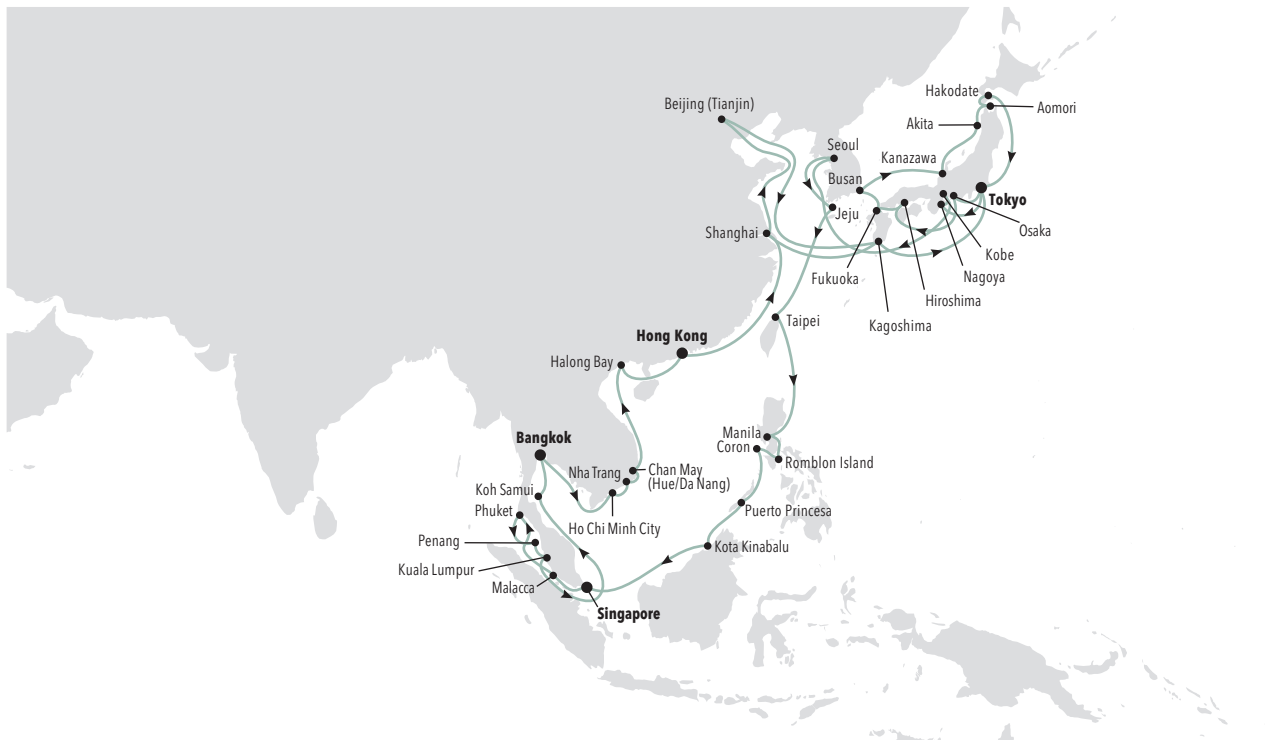 Hakodate
Beijing (Tianjin)
Aomori
Akita
Seoul
Kanazawa
Busan
Tokyo
Jeju
Shanghai
Osaka
Kobe
Fukuoka
Nagoya
Hiroshima
Taipei
Kagoshima
Hong Kong
Halong Bay
Manila
Bangkok
Coron
Romblon Island
Nha Trang
Chan May
(Hue/Da Nang)
Koh Samui
Phuket
Puerto Princesa
Ho Chi Minh City
Penang
Kota Kinabalu
Kuala Lumpur
Malacca
Singapore